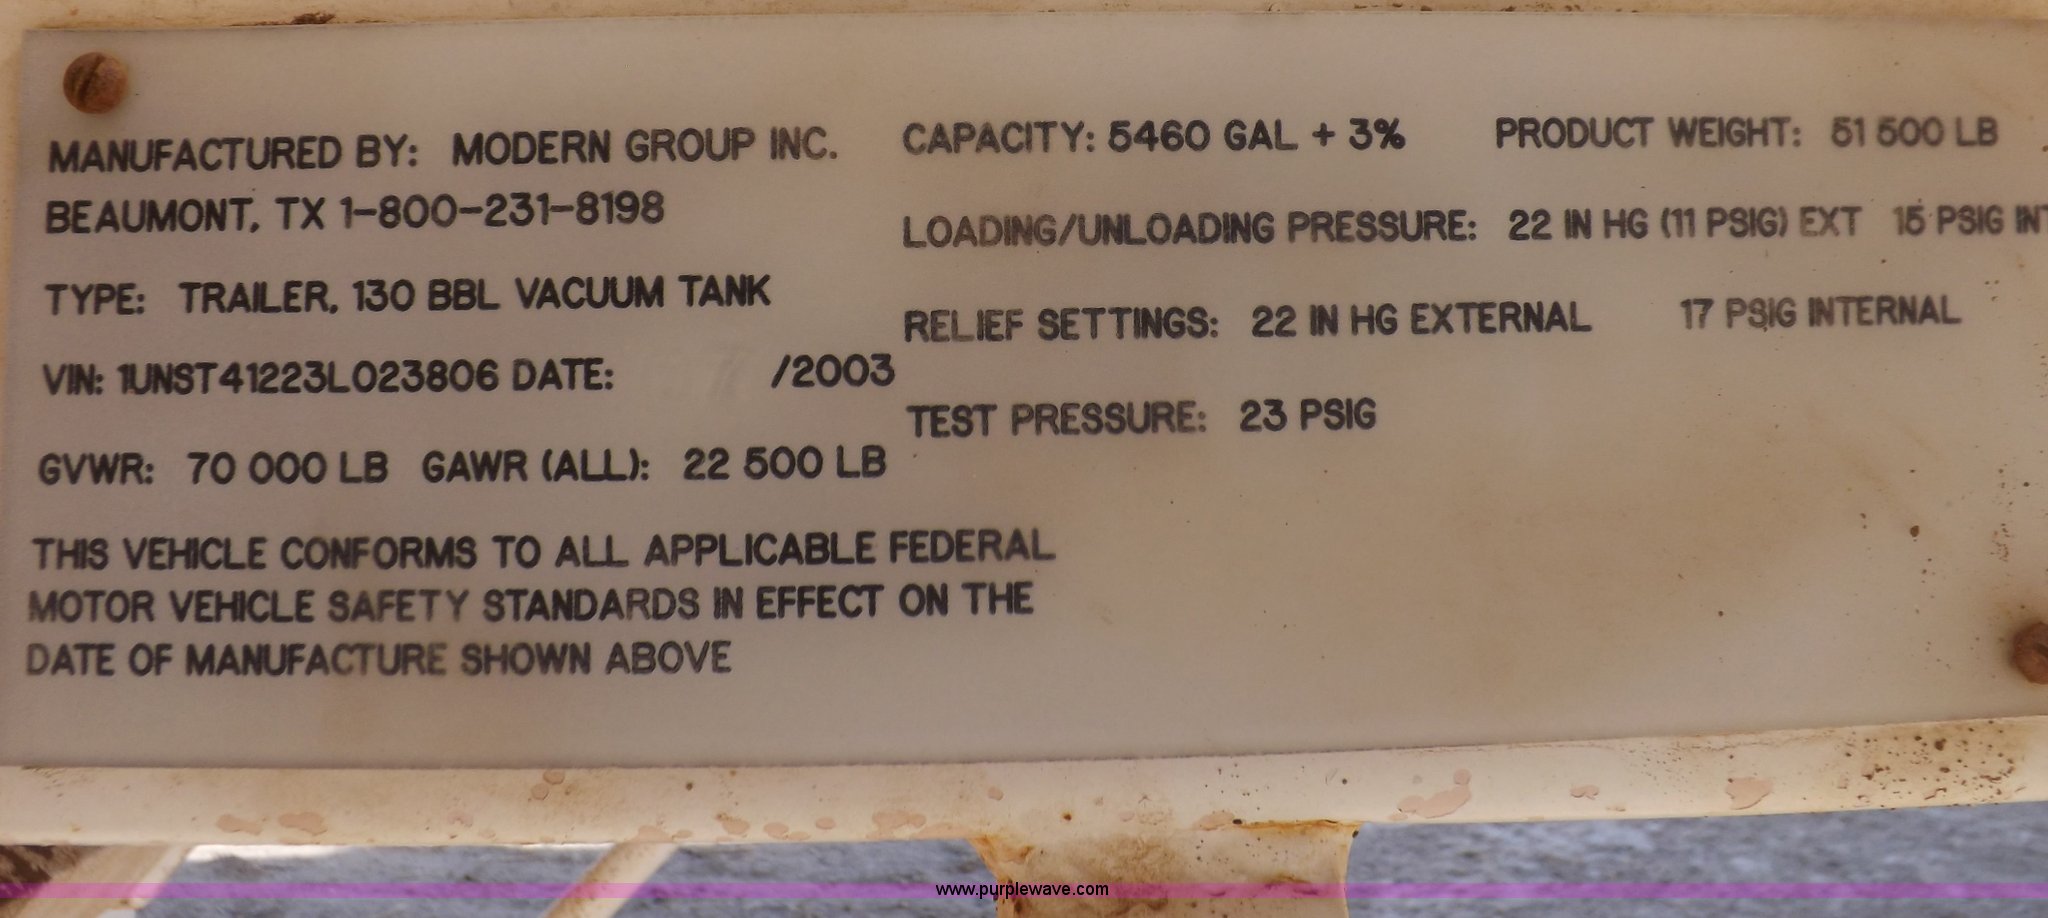 MANUFACTURED BY: MODERN GROUP INC.
BEAUMONT, TX 1-800-231-8198
TYPE: TRAILER, 130 BBL VACUUM TANK
VIN: 1UNST41223L023806 DATE: /2003
GVWR: 70 000 LB GAWR (ALL): 22 500 LB
THIS VEHICLE CONFORMS TO ALL APPLICABLE FEDERAL
MOTOR VEHICLE SAFETY STANDARDS IN EFFECT ON THE
DATE OF MANUFACTURE SHOWN ABOVE
CAPACITY: 5460 GAL + 3% PRODUCT WEIGHT: 51 500 LB
LOADING/UNLOADING PRESSURE: 22 IN HG (11 PSIG) EXT 15 PSIG INT
RELIEF SETTINGS: 22 IN HG EXTERNAL 17 PSIG INTERNAL
TEST PRESSURE: 23 PSIG
www.purplewave.com